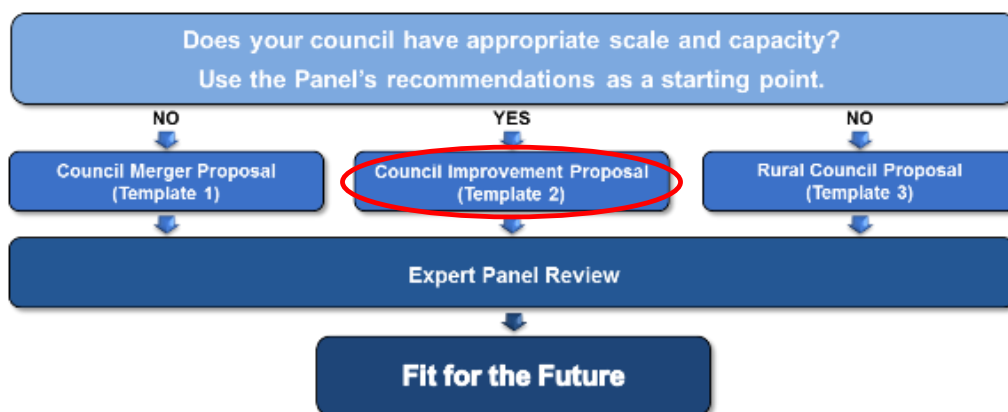 Does your council have appropriate scale and capacity?
Use the Panel's recommendations as a starting point.
NO
YES
NO
Council Merger Proposal
(Template 1)
Council Improvement Proposal
(Template 2)
Rural Council Proposal
(Template 3)
Expert Panel Review
Fit for the Future